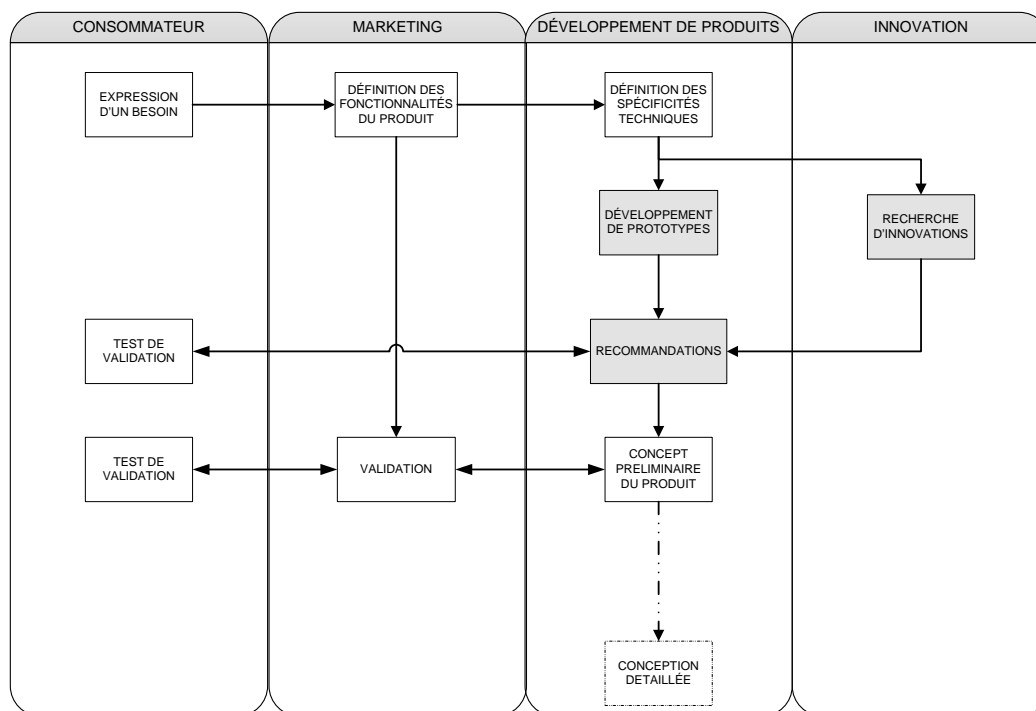 CONSOMMATEUR
MARKETING
DÉVELOPPEMENT DE PRODUITS
INNOVATION
EXPRESSION
D'UN BESOIN
DÉFINITION DES
FONCTIONNALITÉS
DU PRODUIT
DÉFINITION DES
SPÉCIFICITÉS
TECHNIQUES
DÉVELOPPEMENT
DE PROTOTYPES
RECHERCHE
D'INNOVATIONS
TEST DE
VALIDATION
RECOMMANDATIONS
TEST DE
VALIDATION
VALIDATION
CONCEPT
PRELIMINAIRE
DU PRODUIT
CONCEPTION
DETAILLÉE